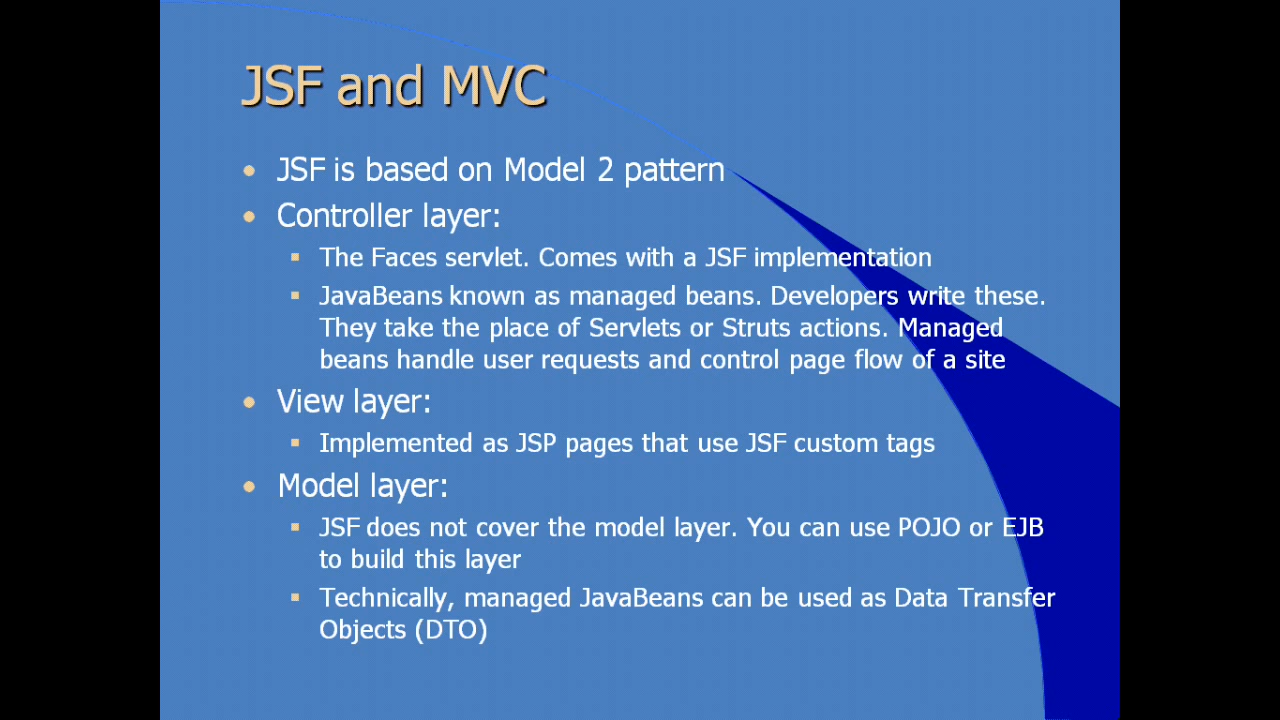 JSF and MVC
• JSF is based on Model 2 pattern
• Controller layer:
▪ The Faces servlet. Comes with a JSF implementation
▪ JavaBeans known as managed beans. Developers write these.
They take the place of Servlets or Struts actions. Managed
beans handle user requests and control page flow of a site
• View layer:
▪ Implemented as JSP pages that use JSF custom tags
• Model layer:
▪ JSF does not cover the model layer. You can use POJO or EJB
to build this layer
▪ Technically, managed JavaBeans can be used as Data Transfer
Objects (DTO)